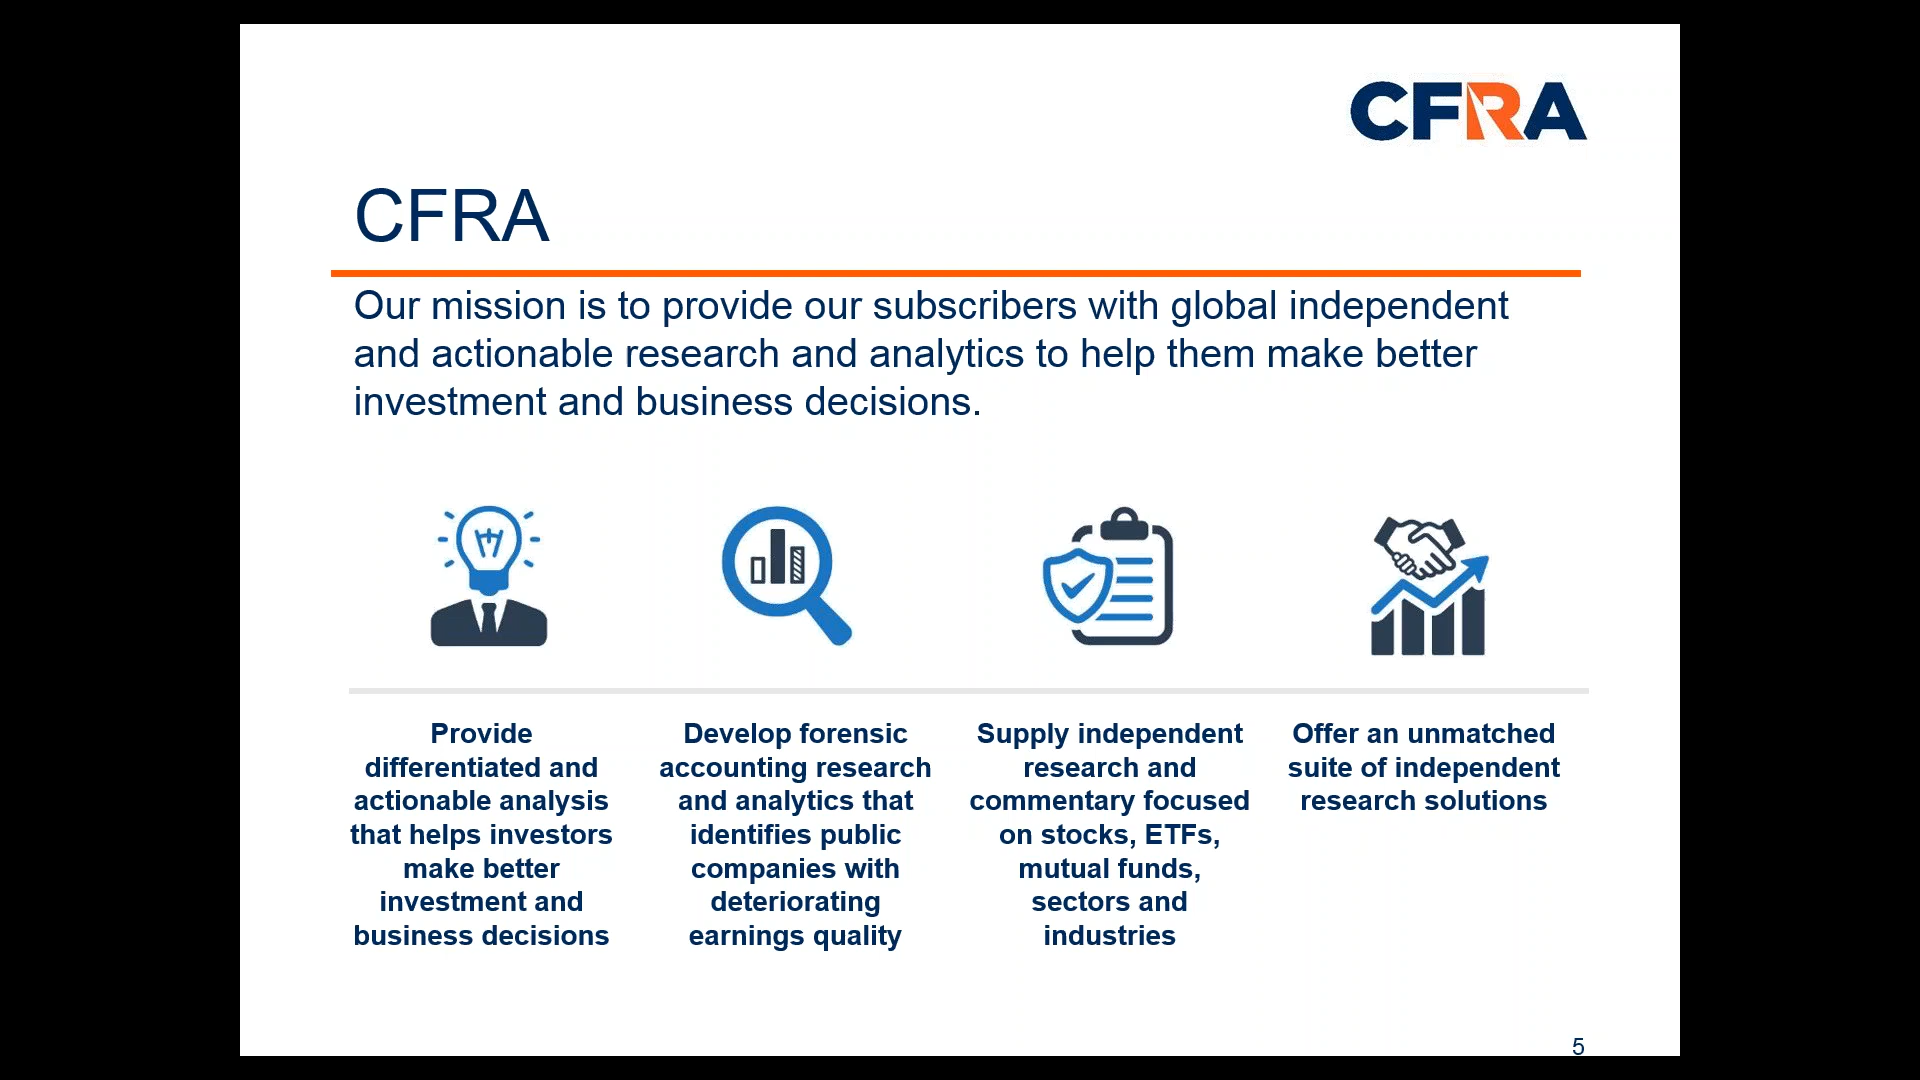 CFRA
CFRA
Our mission is to provide our subscribers with global independent
and actionable research and analytics to help them make better
investment and business decisions.
Provide
differentiated and
actionable analysis
that helps investors
make better
investment and
business decisions
Develop forensic
accounting research
and analytics that
identifies public
companies with
deteriorating
earnings quality
Supply independent
research and
commentary focused
on stocks, ETFs,
mutual funds,
sectors and
industries
Offer an unmatched
suite of independent
research solutions
5